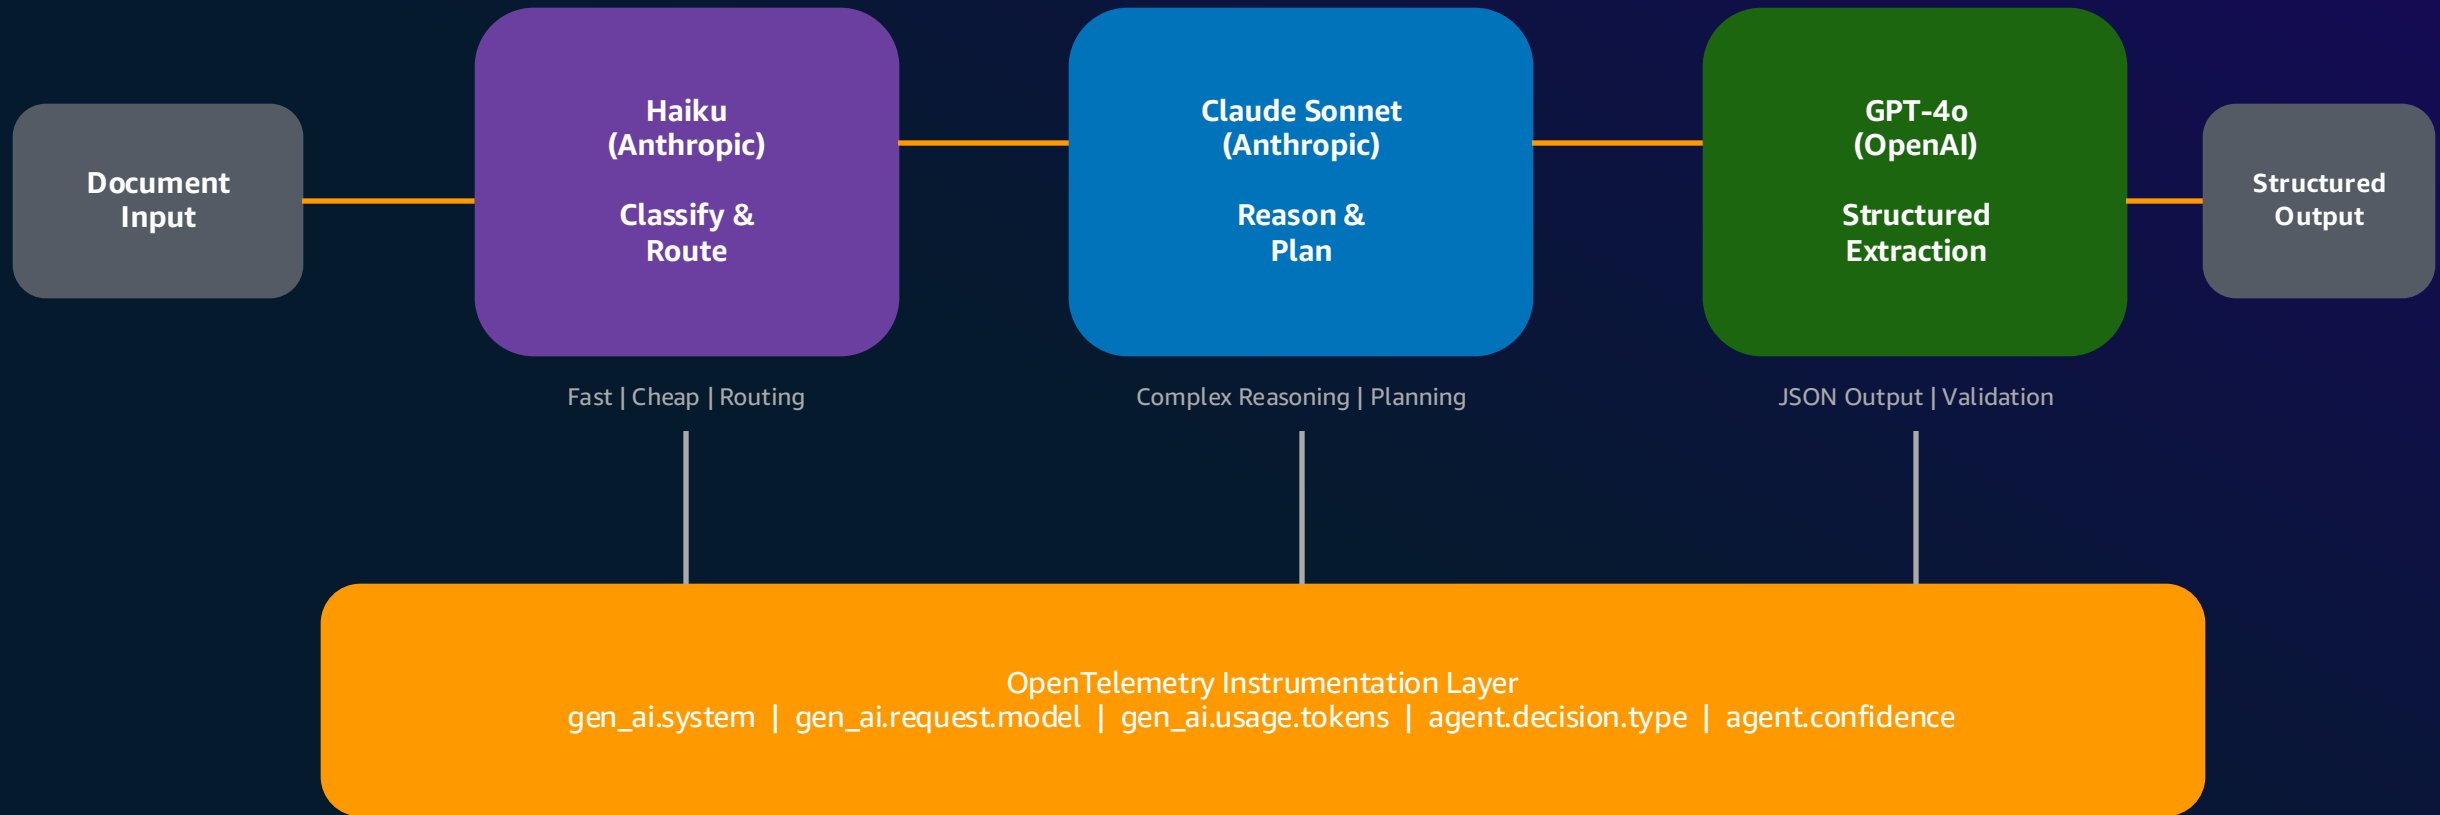 Document
Input
Haiku
(Anthropic)
Classify &
Route
Claude Sonnet
(Anthropic)
Reason &
Plan
GPT-4o
(OpenAI)
Structured
Extraction
Structured
Output
Fast | Cheap | Routing
Complex Reasoning | Planning
JSON Output | Validation
OpenTelemetry Instrumentation Layer
gen_ai.system | gen_ai.request.model | gen_ai.usage.tokens | agent.decision.type | agent.confidence